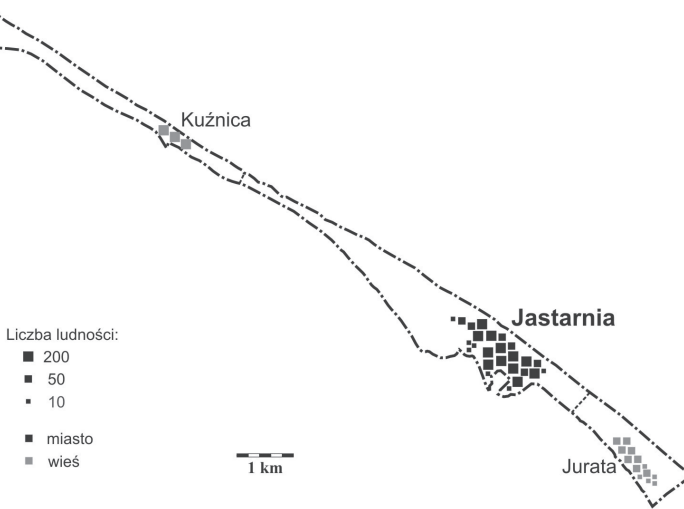 Kuźnica
Jastarnia
Liczba ludności:
200
50
10
miasto
wieś
1 km
Jurata